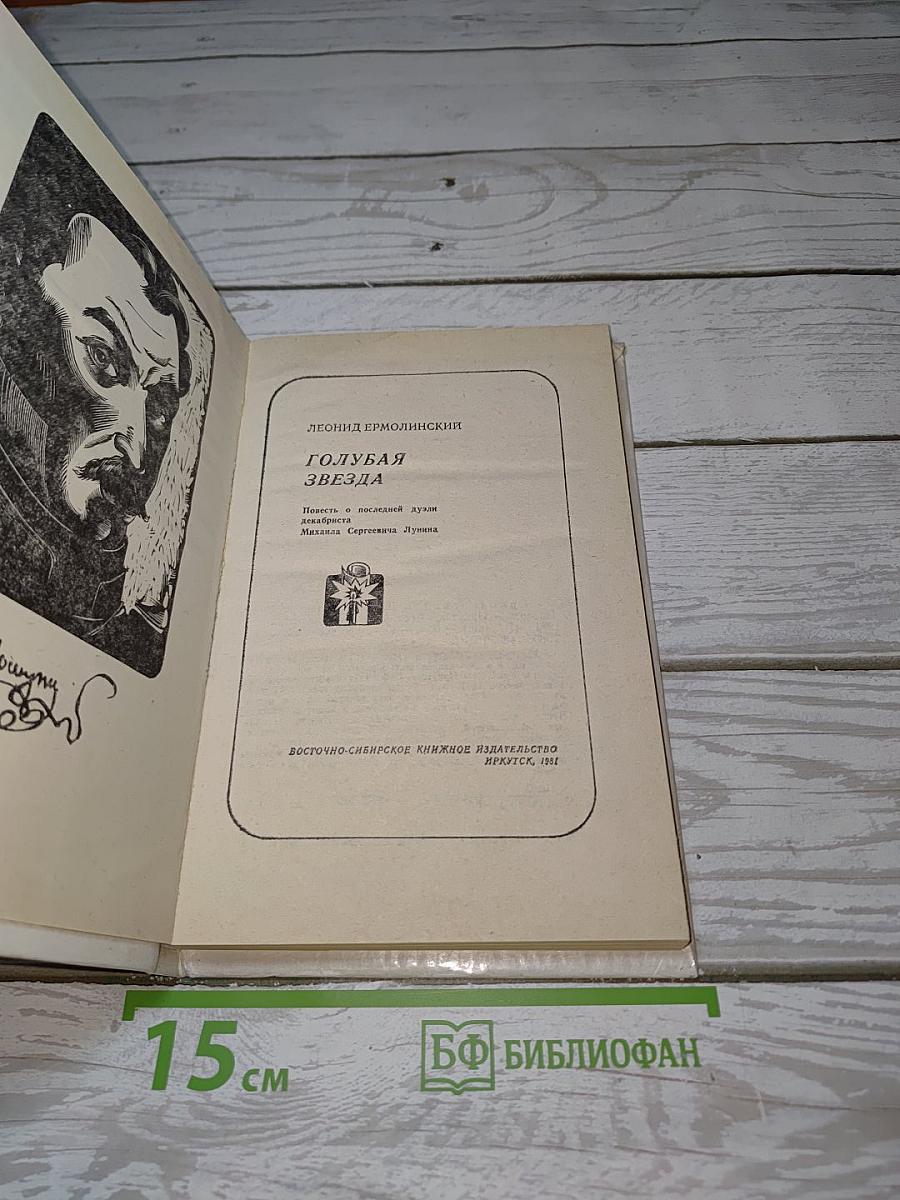 ЛЕОНИД ЕРМОЛИНСКИЙ
ГОЛУБАЯ
ЗВЕЗДА
Повесть о последней дуэли
декабриста
Михаила Сергеевича Лунина
ВОСТОЧНО-СИБИРСКОЕ КНИЖНОЕ ИЗДАТЕЛЬСТВО
ИРКУТСК, 1981
15 см
БФ БИБЛИОФАН